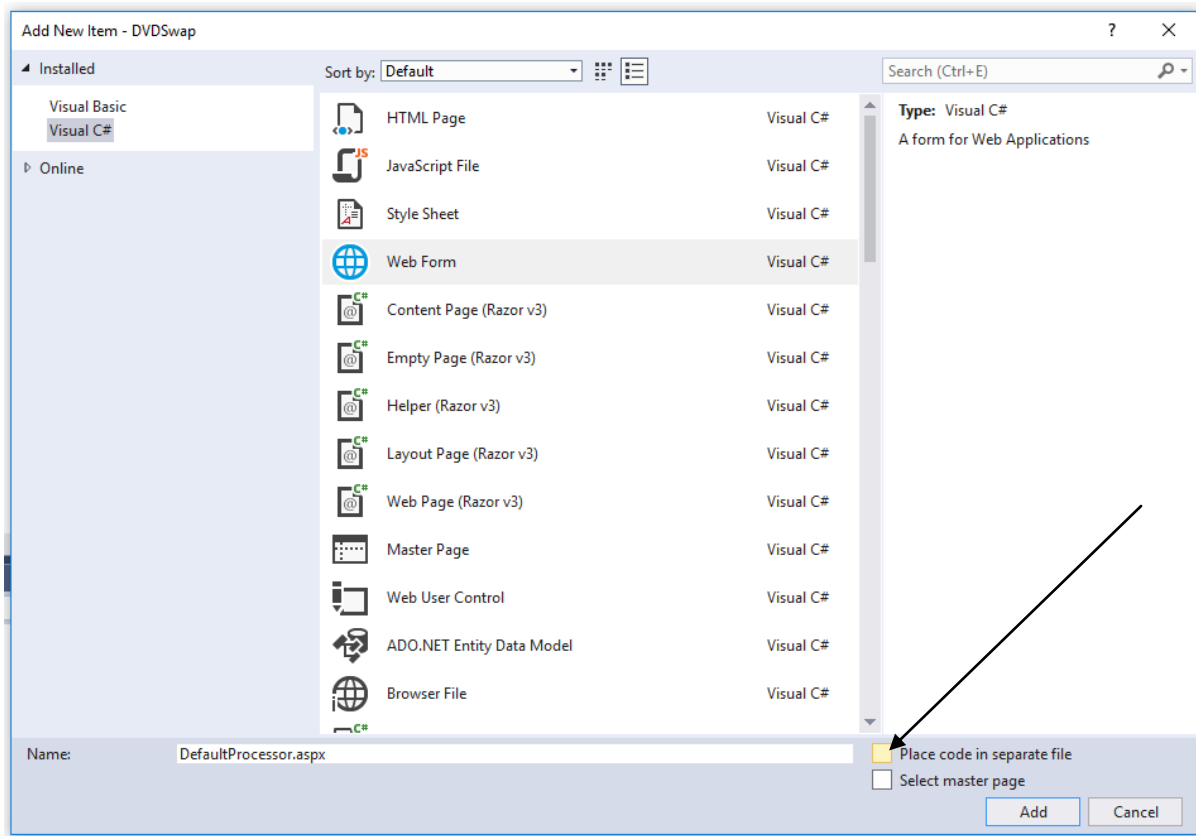 Add New Item - DVDSwap
?
Installed
Sort by: Default
Search (Ctrl+E)
Visual Basic
Visual C#
Online
HTML Page Visual C#
JS
JavaScript File Visual C#
A
Style Sheet Visual C#
Web Form Visual C#
C#
@
Content Page (Razor v3) Visual C#
C#
@
Empty Page (Razor v3) Visual C#
C#
@
Helper (Razor v3) Visual C#
C#
@
Layout Page (Razor v3) Visual C#
C#
@
Web Page (Razor v3) Visual C#
Master Page Visual C#
Web User Control Visual C#
ADO.NET Entity Data Model Visual C#
Browser File Visual C#
C#
Type: Visual C#
A form for Web Applications
Name: DefaultProcessor.aspx
Place code in separate file
Select master page
Add
Cancel